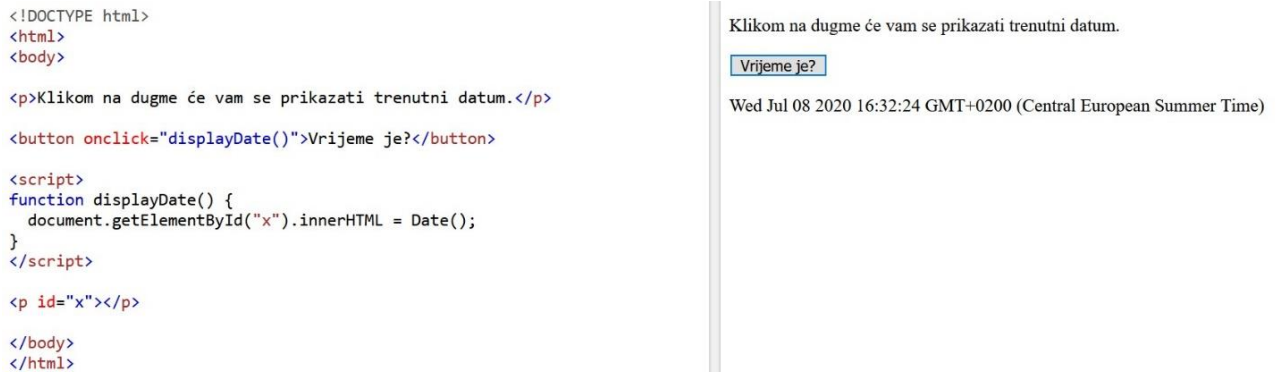 <!DOCTYPE html>
<html>
<body>
<p>Klikom na dugme će vam se prikazati trenutni datum.</p>
<button onclick="displayDate()">Vrijeme je?</button>
<script>
function displayDate() {
  document.getElementById("x").innerHTML = Date();
}
</script>
<p id="x"></p>
</body>
</html>
Klikom na dugme će vam se prikazati trenutni datum.
Vrijeme je?
Wed Jul 08 2020 16:32:24 GMT+0200 (Central European Summer Time)